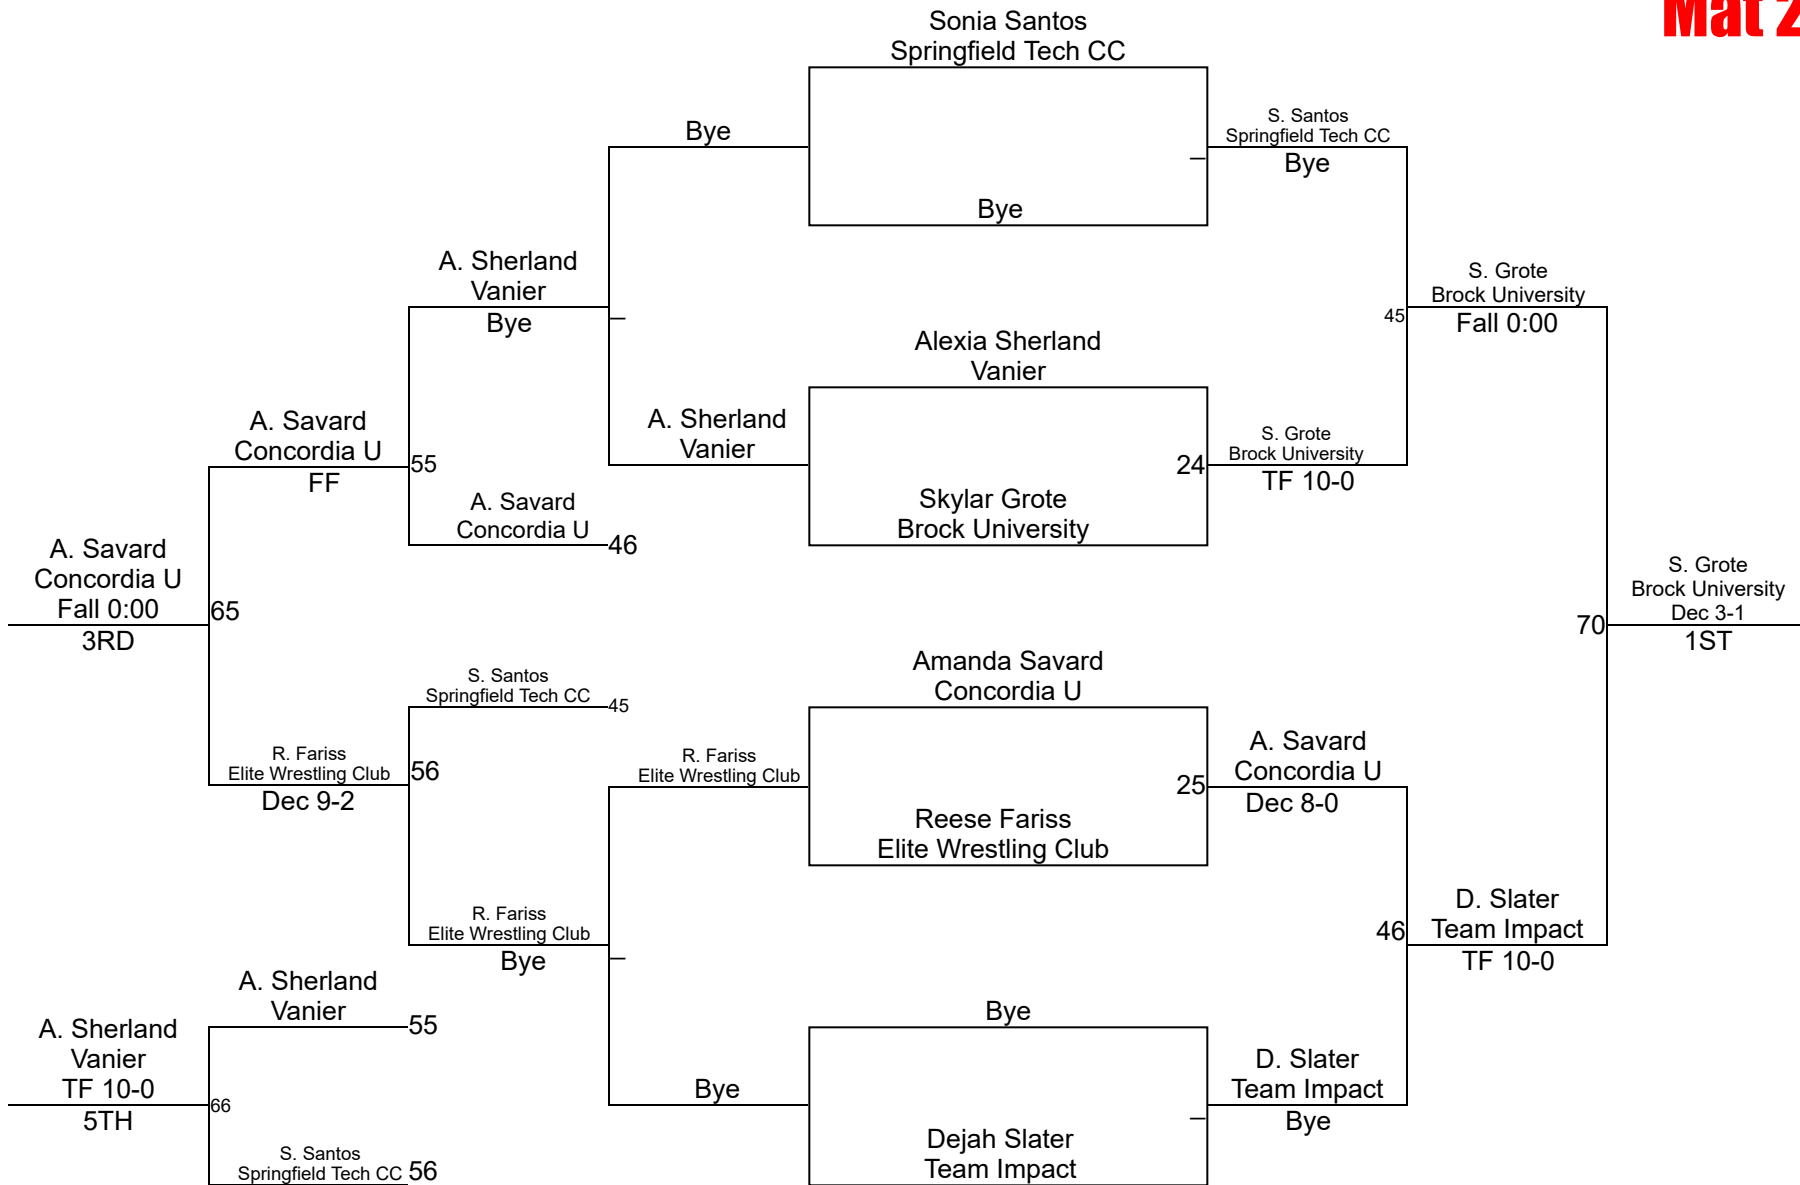 Mat 2
Sonia Santos
Springfield Tech CC
Bye
S. Santos
Springfield Tech CC
Bye
Bye
A. Sherland
Vanier
Bye
S. Grote
Brock University
Fall 0:00
45
Alexia Sherland
Vanier
A. Savard
Concordia U
FF
55
A. Sherland
Vanier
24
S. Grote
Brock University
TF 10-0
A. Savard
Concordia U
46
Skylar Grote
Brock University
A. Savard
Concordia U
Fall 0:00
3RD
65
70
S. Grote
Brock University
Dec 3-1
1ST
S. Santos
Springfield Tech CC
45
Amanda Savard
Concordia U
R. Fariss
Elite Wrestling Club
Dec 9-2
56
R. Fariss
Elite Wrestling Club
25
A. Savard
Concordia U
Dec 8-0
Reese Fariss
Elite Wrestling Club
R. Fariss
Elite Wrestling Club
Bye
46
D. Slater
Team Impact
TF 10-0
A. Sherland
Vanier
55
Bye
A. Sherland
Vanier
TF 10-0
5TH
66
Bye
D. Slater
Team Impact
Bye
S. Santos
Springfield Tech CC
56
Dejah Slater
Team Impact